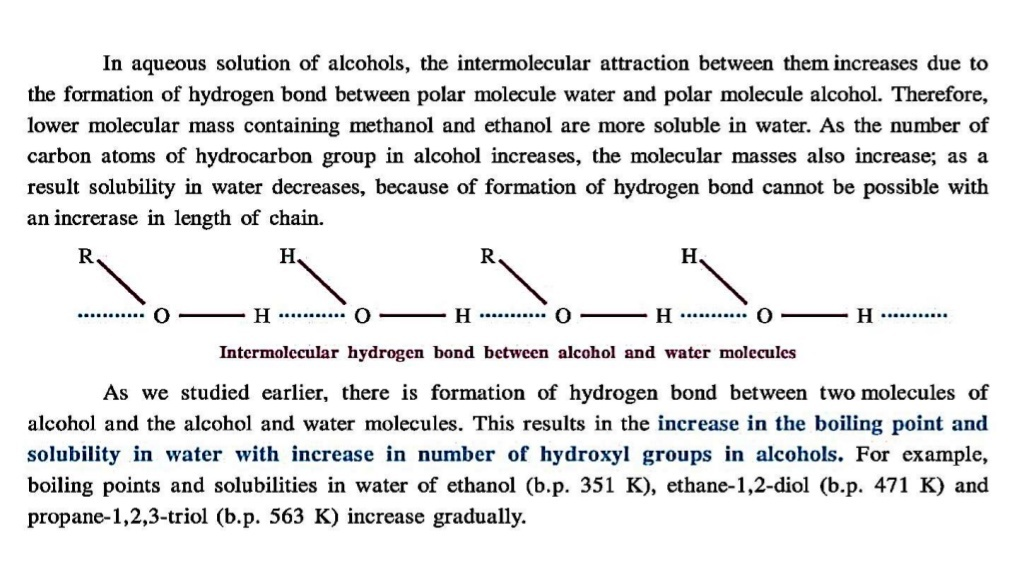 In aqueous solution of alcohols, the intermolecular attraction between them increases due to
the formation of hydrogen bond between polar molecule water and polar molecule alcohol. Therefore,
lower molecular mass containing methanol and ethanol are more soluble in water. As the number of
carbon atoms of hydrocarbon group in alcohol increases, the molecular masses also increase; as a
result solubility in water decreases, because of formation of hydrogen bond cannot be possible with
an increrase in length of chain.
R H R H
O H O H O H O H
Intermolecular hydrogen bond between alcohol and water molecules
As we studied earlier, there is formation of hydrogen bond between two molecules of
alcohol and the alcohol and water molecules. This results in the increase in the boiling point and
solubility in water with increase in number of hydroxyl groups in alcohols. For example,
boiling points and solubilities in water of ethanol (b.p. 351 K), ethane-1,2-diol (b.p. 471 K) and
propane-1,2,3-triol (b.p. 563 K) increase gradually.